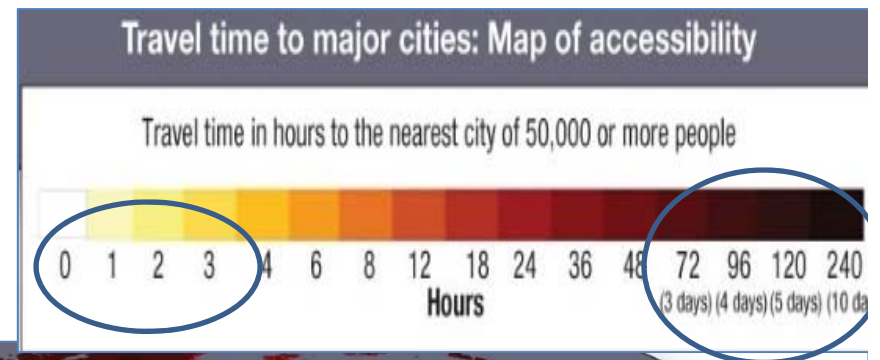 Travel time to major cities: Map of accessibility
Travel time in hours to the nearest city of 50,000 or more people
0 1 2 3 4 6 8 12 18 24 36 48 72 96 120 240
(3 days) (4 days) (5 days) (10 da
Hours